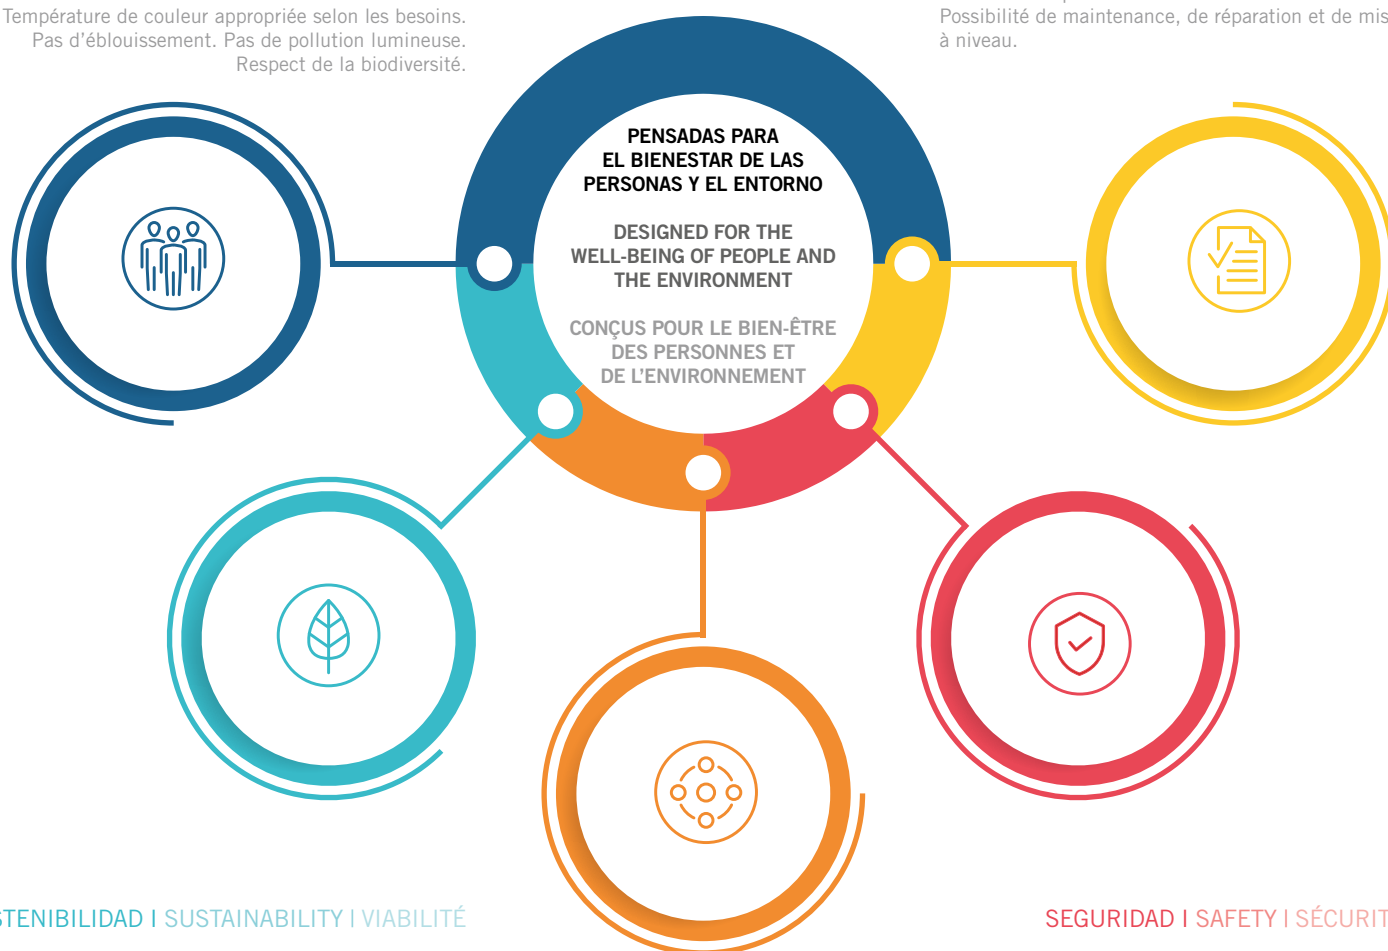 Température de couleur appropriée selon les besoins.
Pas d'éblouissement. Pas de pollution lumineuse.
Respect de la biodiversité.
Possibilité de maintenance, de réparation et de mis
à niveau.
PENSADAS PARA
EL BIENESTAR DE LAS
PERSONAS Y EL ENTORNO
DESIGNED FOR THE
WELL-BEING OF PEOPLE AND
THE ENVIRONMENT
CONÇUS POUR LE BIEN-ÊTRE
DES PERSONNES ET
DE L'ENVIRONNEMENT
STENIBILIDAD I SUSTAINABILITY | VIABILITÉ
SEGURIDAD I SAFETY | SÉCURIT